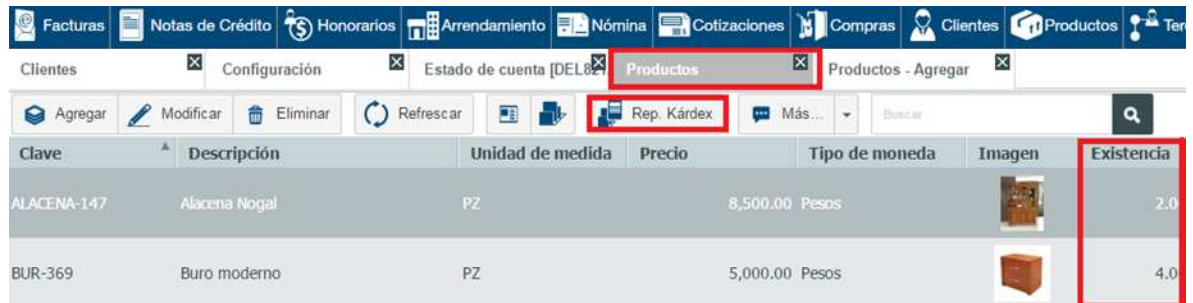 Facturas Notas de Crédito Honorarios Arrendamiento Nómina Cotizaciones Compras Clientes Productos Ter
Clientes Configuración Estado de cuenta [DEL821 Productos Productos - Agregar
Agregar Modificar Eliminar Refrescar Rep. Kárdex Más... Buscar
Clave Descripción Unidad de medida Precio Tipo de moneda Imagen Existencia
ALACENA-147 Alacena Nogal PZ 8,500.00 Pesos 2.0
BUR-369 Buro moderno PZ 5,000.00 Pesos 4.0